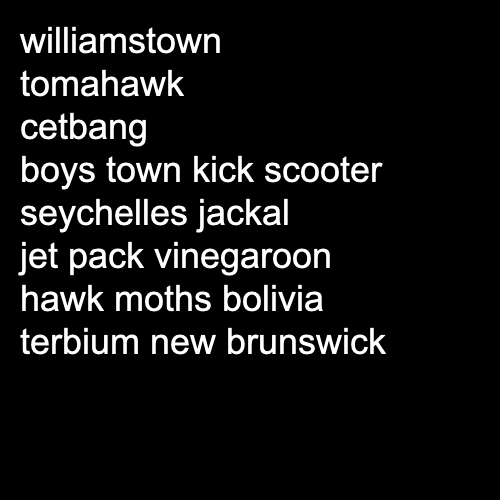 williamstown
tomahawk
cetbang
boys town kick scooter
seychelles jackal
jet pack vinegaroon
hawk moths bolivia
terbium new brunswick